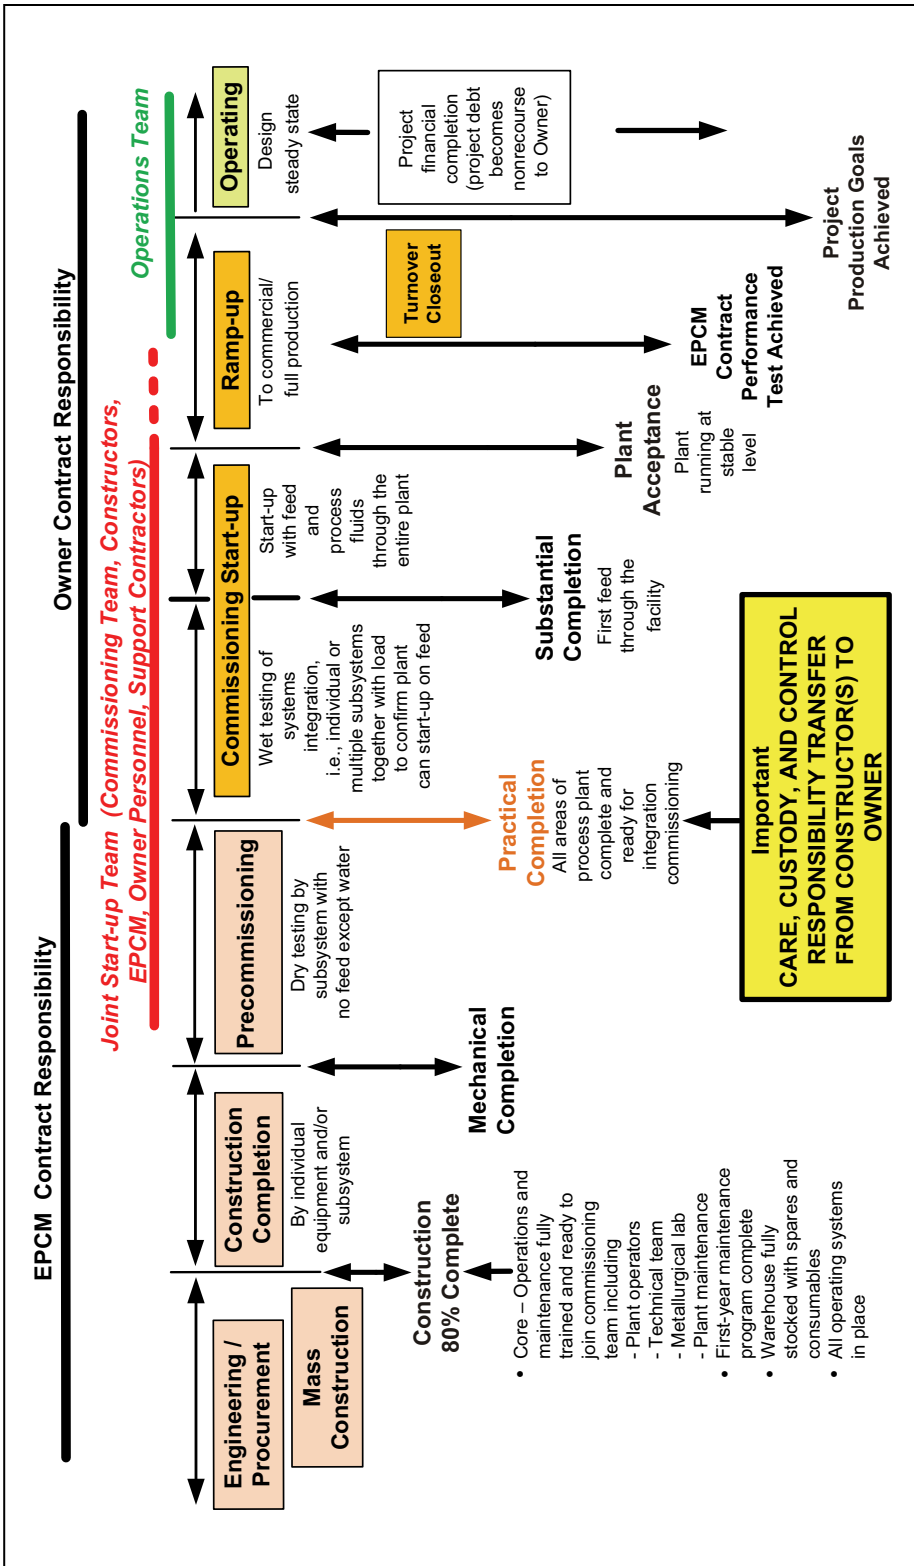 EPCM Contract Responsibility
Owner Contract Responsibility
Joint Start-up Team (Commissioning Team, Constructors,
EPCM, Owner Personnel, Support Contractors)
Operations Team
Engineering /
Procurement
Mass
Construction
Construction
Completion
By individual
equipment and/or
subsystem
Precommissioning
Dry testing by
subsystem with
no feed except water
Commissioning Start-up
Wet testing of
systems
integration,
i.e., individual or
multiple subsystems
together with load
to confirm plant
can start-up on feed
Start-up
with feed
and
process
fluids
through the
entire plant
Ramp-up
To commercial/
full production
Operating
Design
steady state
Turnover
Closeout
Project
financial
completion
(project debt
becomes
nonrecourse
to Owner)
Construction
80% Complete
• Core – Operations and
maintenance fully
trained and ready to
join commissioning
team including
- Plant operators
- Technical team
- Metallurgical lab
- Plant maintenance
• First-year maintenance
program complete
• Warehouse fully
stocked with spares and
consumables
• All operating systems
in place
Mechanical
Completion
Practical
Completion
All areas of
process plant
complete and
ready for
integration
commissioning
Important
CARE, CUSTODY, AND CONTROL
RESPONSIBILITY TRANSFER
FROM CONSTRUCTOR(S) TO
OWNER
Substantial
Completion
First feed
through the
facility
Plant
Acceptance
Plant
running at
stable
level
EPCM
Contract
Performance
Test Achieved
Project
Production Goals
Achieved